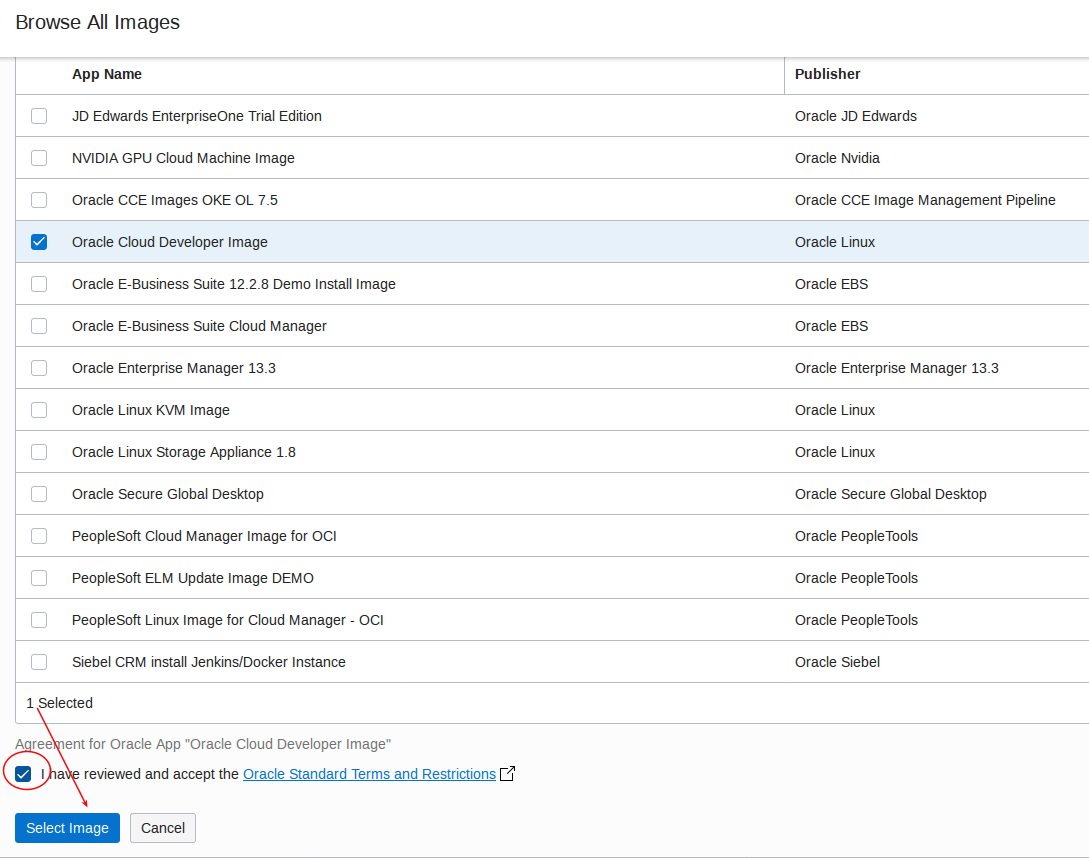 Browse All Images
App Name Publisher
JD Edwards EnterpriseOne Trial Edition Oracle JD Edwards
NVIDIA GPU Cloud Machine Image Oracle Nvidia
Oracle CCE Images OKE OL 7.5 Oracle CCE Image Management Pipeline
Oracle Cloud Developer Image Oracle Linux
Oracle E-Business Suite 12.2.8 Demo Install Image Oracle EBS
Oracle E-Business Suite Cloud Manager Oracle EBS
Oracle Enterprise Manager 13.3 Oracle Enterprise Manager 13.3
Oracle Linux KVM Image Oracle Linux
Oracle Linux Storage Appliance 1.8 Oracle Linux
Oracle Secure Global Desktop Oracle Secure Global Desktop
PeopleSoft Cloud Manager Image for OCI Oracle PeopleTools
PeopleSoft ELM Update Image DEMO Oracle PeopleTools
PeopleSoft Linux Image for Cloud Manager - OCI Oracle PeopleTools
Siebel CRM install Jenkins/Docker Instance Oracle Siebel
1 Selected
Agreement for Oracle App "Oracle Cloud Developer Image"
I have reviewed and accept the Oracle Standard Terms and Restrictions
Select Image Cancel